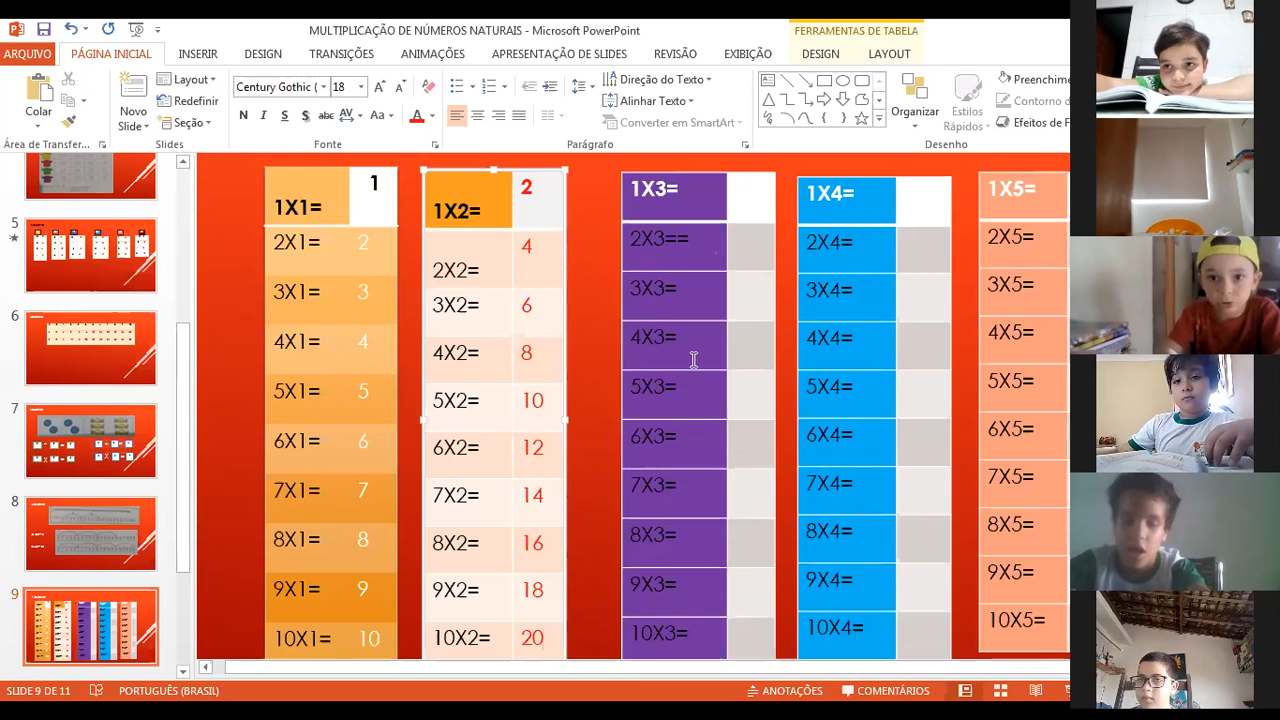 MULTIPLICAÇÃO DE NÚMEROS NATURAIS - Microsoft PowerPoint
FERRAMENTAS DE TABELA
ARQUIVO PÁGINA INICIAL INSERIR DESIGN TRANSIÇÕES ANIMAÇÕES APRESENTAÇÃO DE SLIDES REVISÃO EXIBIÇÃO DESIGN LAYOUT
Colar
Novo
Slide
Layout
Redefinir
Seção
Century Gothic ( 18
N I S S abc AV Aa A
Direção do Texto
Alinhar Texto
Converter em SmartArt
Organizar
Estilos
Rápidos
Preenchime
Contorno d
Efeitos de F
Área de Transfer... Slides Fonte Parágrafo Desenho
5
6
7
8
9
1X1= 1
2X1= 2
3X1= 3
4X1= 4
5X1= 5
6X1= 6
7X1= 7
8X1= 8
9X1= 9
10X1= 10
1X2= 2
2X2= 4
3X2= 6
4X2= 8
5X2= 10
6X2= 12
7X2= 14
8X2= 16
9X2= 18
10X2= 20
1X3=
2X3==
3X3=
4X3=
5X3=
6X3=
7X3=
8X3=
9X3=
10X3=
1X4=
2X4=
3X4=
4X4=
5X4=
6X4=
7X4=
8X4=
9X4=
10X4=
1X5=
2X5=
3X5=
4X5=
5X5=
6X5=
7X5=
8X5=
9X5=
10X5=
SLIDE 9 DE 11 PORTUGUÊS (BRASIL) ANOTAÇÕES COMENTÁRIOS